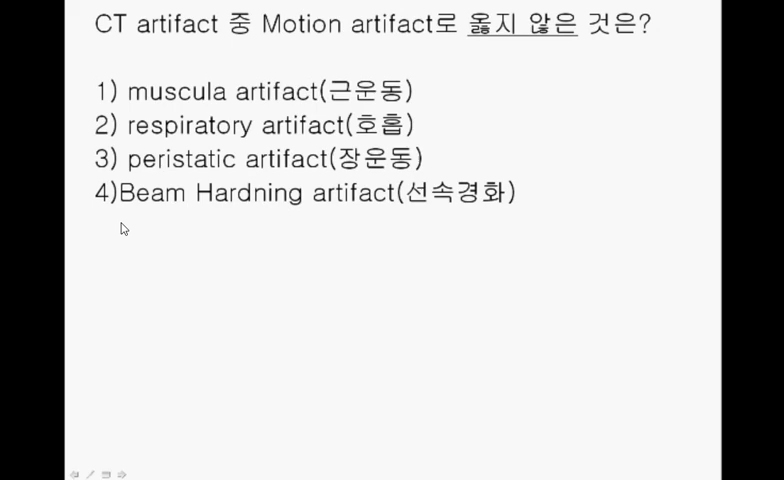 CT artifact 중 Motion artifact로 옳지 않은 것은?
1) muscula artifact(근운동)
2) respiratory artifact(호흡)
3) peristatic artifact(장운동)
4)Beam Hardning artifact(선속경화)